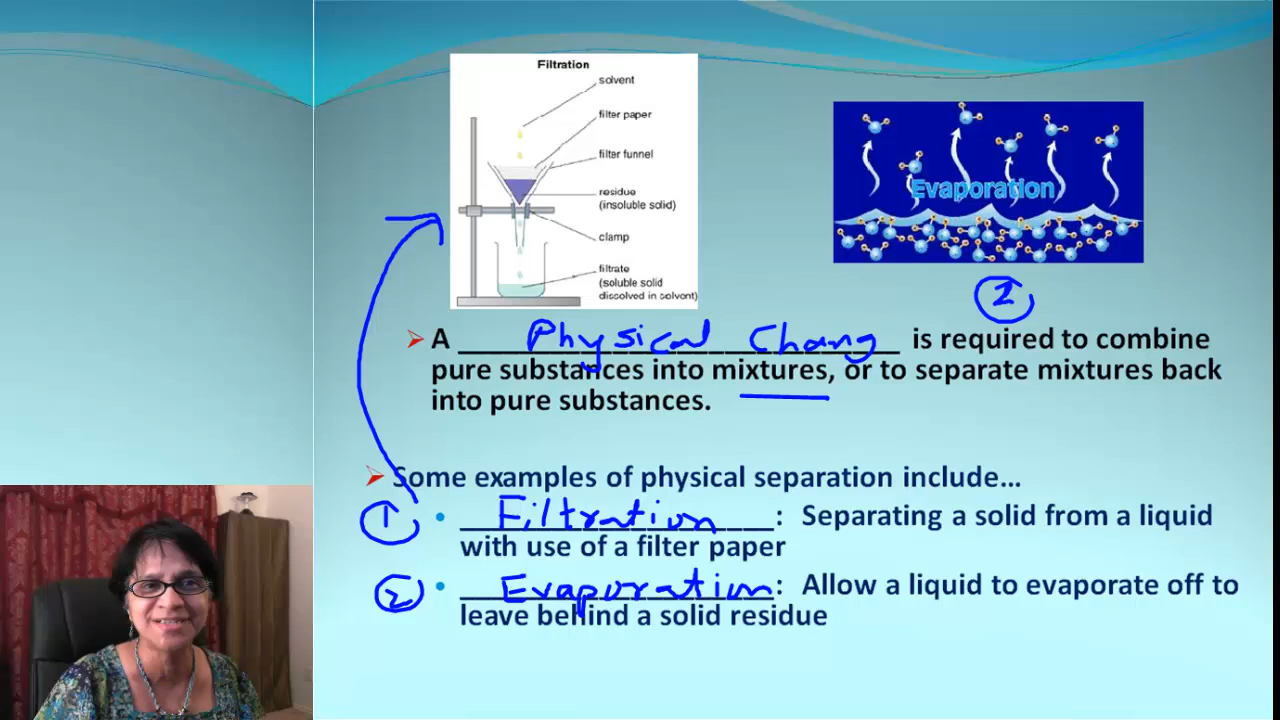 Filtration
solvent
filter paper
filter funnel
residue
(insoluble solid)
clamp
filtrate
(soluble solid
dissolved in solvent)
Evaporation
2
A Physical Chang is required to combine
pure substances into mixtures, or to separate mixtures back
into pure substances.
Some examples of physical separation include...
1 • Filtration: Separating a solid from a liquid
with use of a filter paper
2 • Evaporation: Allow a liquid to evaporate off to
leave behind a solid residue